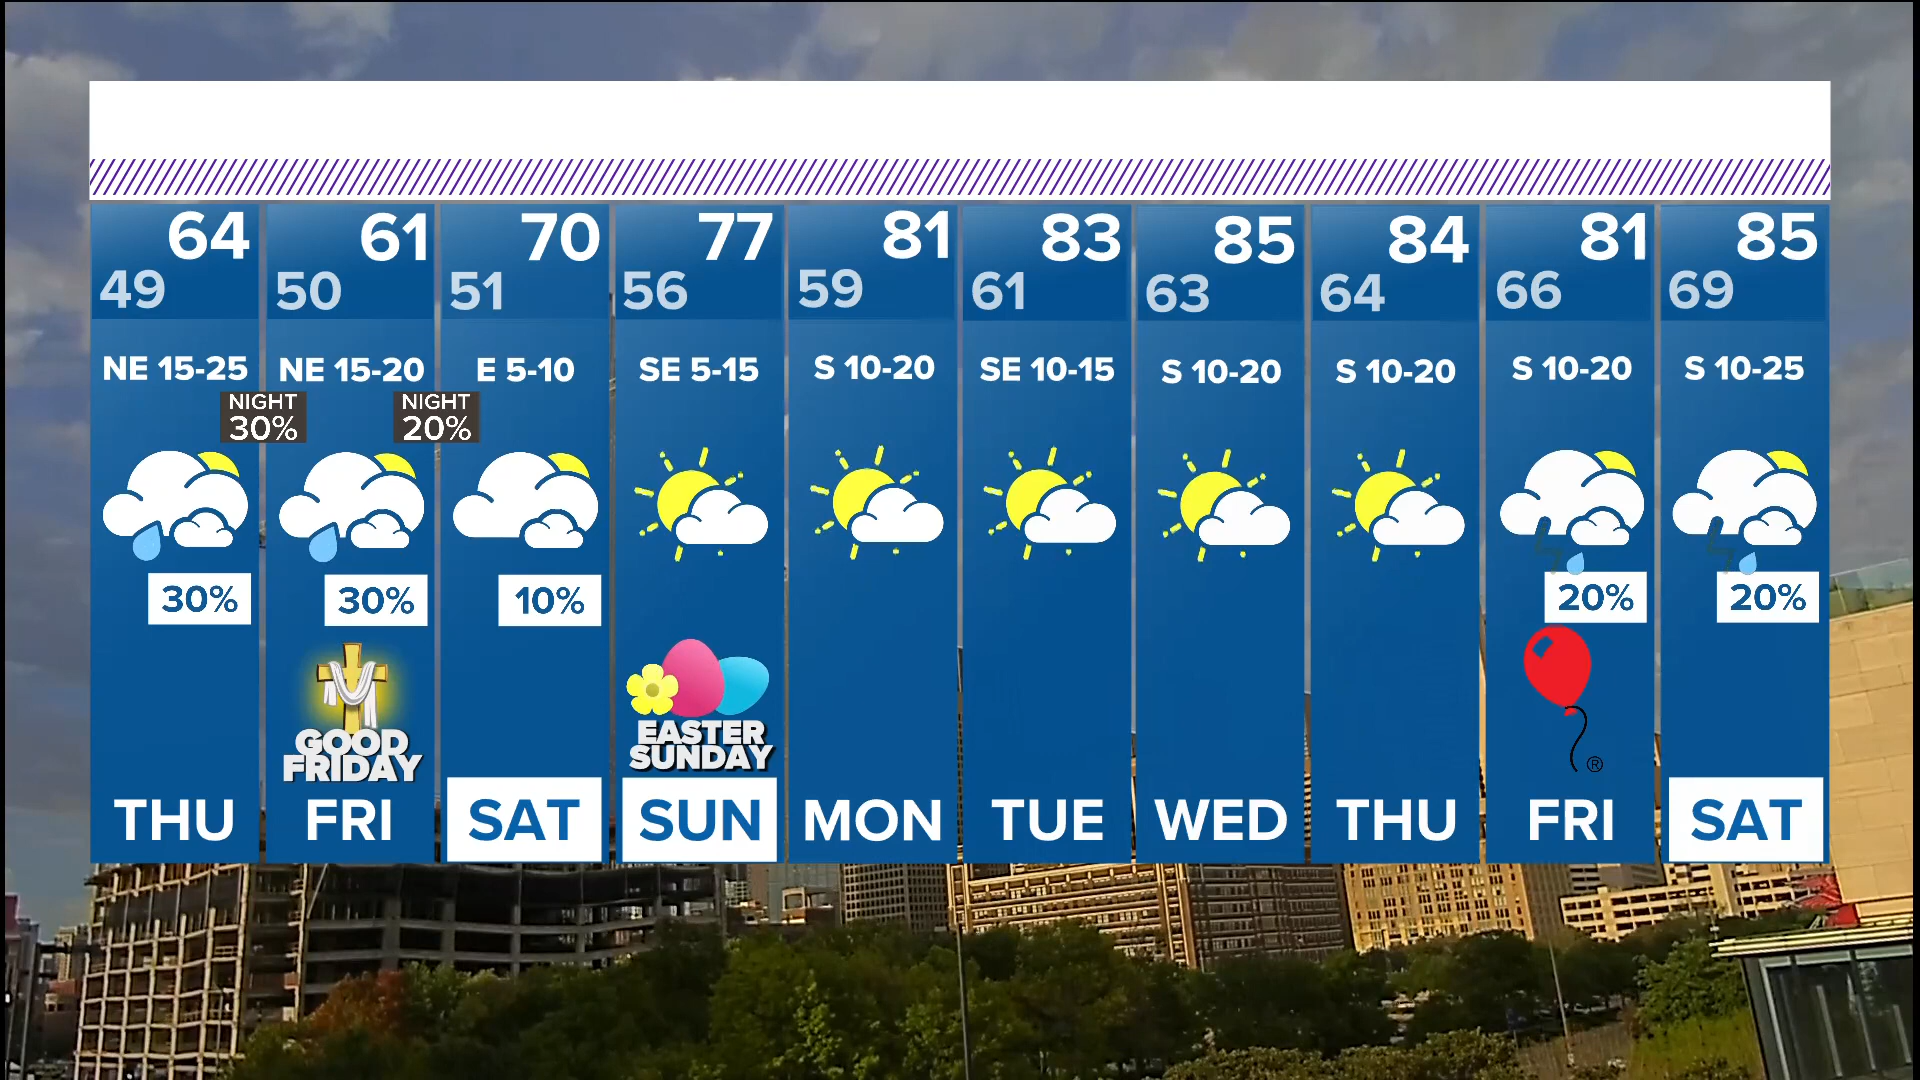 64 61 70 77 81 83 85 84 81 85
49 50 51 56 59 61 63 64 66 69
NE 15-25 NE 15-20 E 5-10 SE 5-15 S 10-20 SE 10-15 S 10-20 S 10-20 S 10-20 S 10-25
NIGHT NIGHT
30% 20%
30% 30% 10% 20% 20%
GOOD
FRIDAY
EASTER
SUNDAY
®
THU FRI SAT SUN MON TUE WED THU FRI SAT